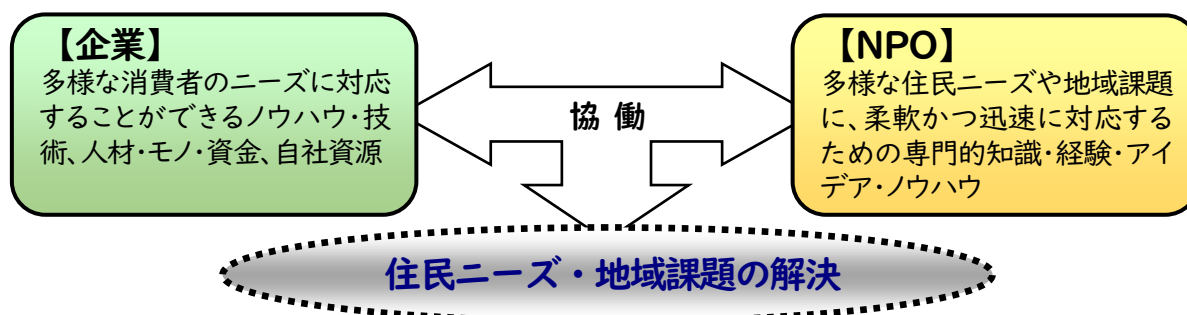 【企業】
多様な消費者のニーズに対応
することができるノウハウ・技
術、人材・モノ・資金、自社資源
協 働
【NPO】
多様な住民ニーズや地域課題
に、柔軟かつ迅速に対応する
ための専門的知識・経験・アイ
デア・ノウハウ
住民ニーズ・地域課題の解決